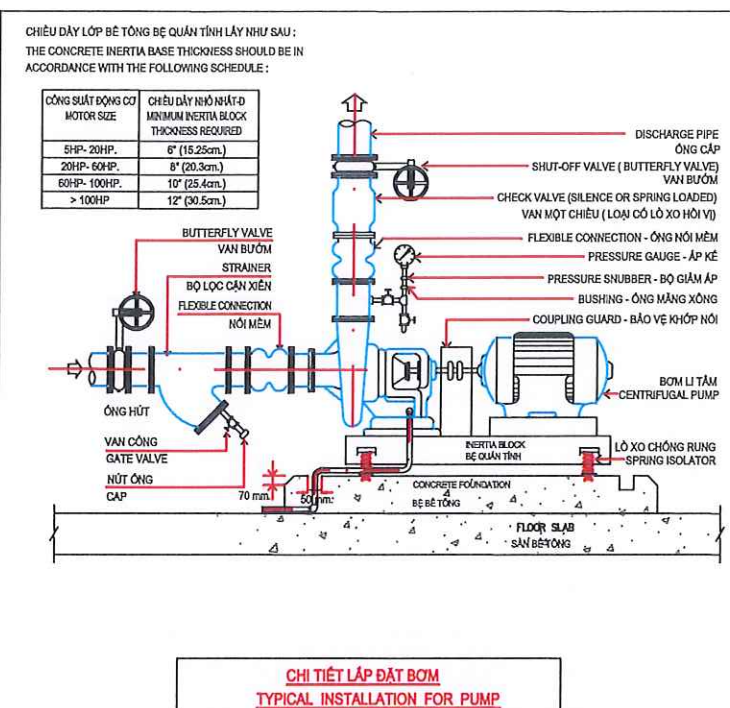 CHIỀU DÀY LỚP BÊ TÔNG BỆ QUÁN TÍNH LẤY NHƯ SAU :
THE CONCRETE INERTIA BASE THICKNESS SHOULD BE IN
ACCORDANCE WITH THE FOLLOWING SCHEDULE :
CÔNG SUẤT ĐỘNG CƠ
MOTOR SIZE
CHIỀU DÀY NHỎ NHẤT-D
MINIMUM INERTIA BLOCK
THICKNESS REQUIRED
5HP- 20HP. 6" (15.25cm.)
20HP- 60HP. 8" (20.3cm.)
60HP- 100HP. 10" (25.4cm.)
> 100HP 12" (30.5cm.)
DISCHARGE PIPE
ỐNG CẤP
SHUT-OFF VALVE ( BUTTERFLY VALVE)
VAN BƯỚM
CHECK VALVE (SILENCE OR SPRING LOADED)
VAN MỘT CHIỀU ( LOẠI CÓ LÒ XO HỒI VỊ)
FLEXIBLE CONNECTION - ỐNG NỐI MỀM
PRESSURE GAUGE - ÁP KẾ
PRESSURE SNUBBER - BỘ GIẢM ÁP
BUSHING - ỐNG MĂNG XÔNG
COUPLING GUARD - BẢO VỆ KHỚP NỐI
BUTTERFLY VALVE
VAN BƯỚM
STRAINER
BỘ LỌC CẶN XIÊN
FLEXIBLE CONNECTION
NỐI MỀM
ỐNG HÚT
VAN CỔNG
GATE VALVE
NÚT ỐNG
CAP
70 mm.
50 mm.
BƠM LI TÂM
CENTRIFUGAL PUMP
INERTIA BLOCK
BỆ QUÁN TÍNH
LÒ XO CHỐNG RUNG
SPRING ISOLATOR
CONCRETE FOUNDATION
BỆ BÊ TÔNG
FLOOR SLAB
SÀN BÊ TÔNG
CHI TIẾT LẮP ĐẶT BƠM
TYPICAL INSTALLATION FOR PUMP